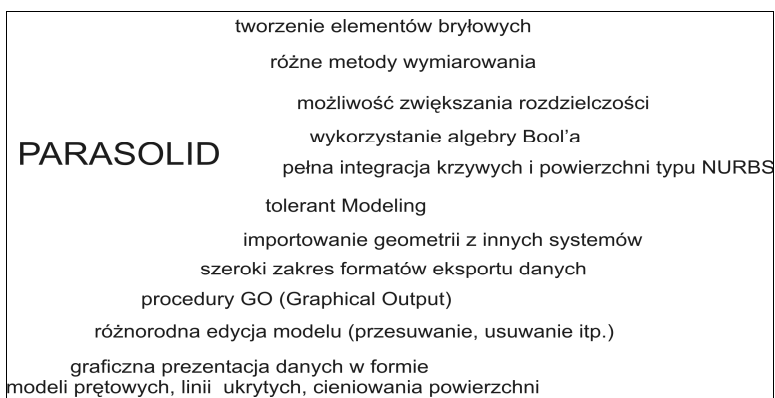 tworzenie elementów bryłowych
różne metody wymiarowania
możliwość zwiększania rozdzielczości
wykorzystanie algebry Bool'a
PARASOLID
pełna integracja krzywych i powierzchni typu NURBS
tolerant Modeling
importowanie geometrii z innych systemów
szeroki zakres formatów eksportu danych
procedury GO (Graphical Output)
różnorodna edycja modelu (przesuwanie, usuwanie itp.)
graficzna prezentacja danych w formie
modeli prętowych, linii ukrytych, cieniowania powierzchni